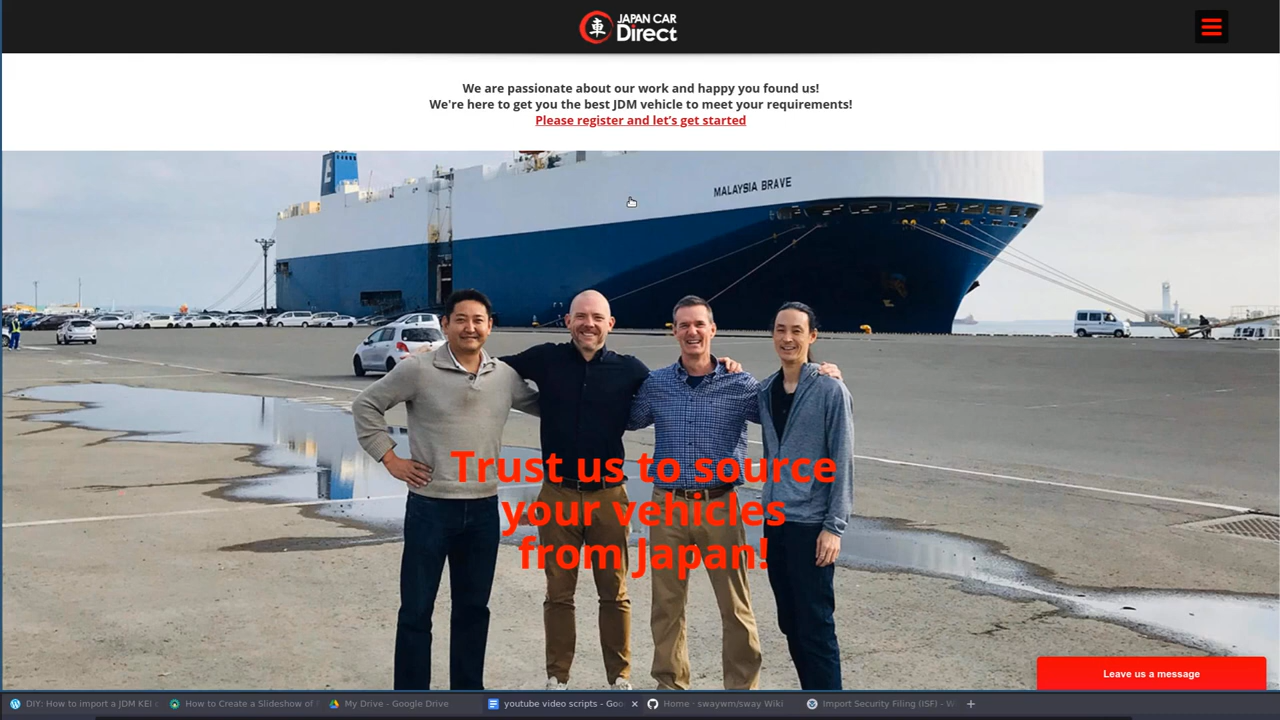 車
JAPAN CAR
Direct
We are passionate about our work and happy you found us!
We're here to get you the best JDM vehicle to meet your requirements!
Please register and let's get started
E
MALAYSIA BRAVE
Trust us to source
your vehicles
from Japan!
Leave us a message
DIY: How to import a JDM KEI
How to Create a Slideshow of
My Drive - Google Drive
youtube video scripts - Goo
Home · swaywm/sway Wiki
Import Security Filing (ISF) - W